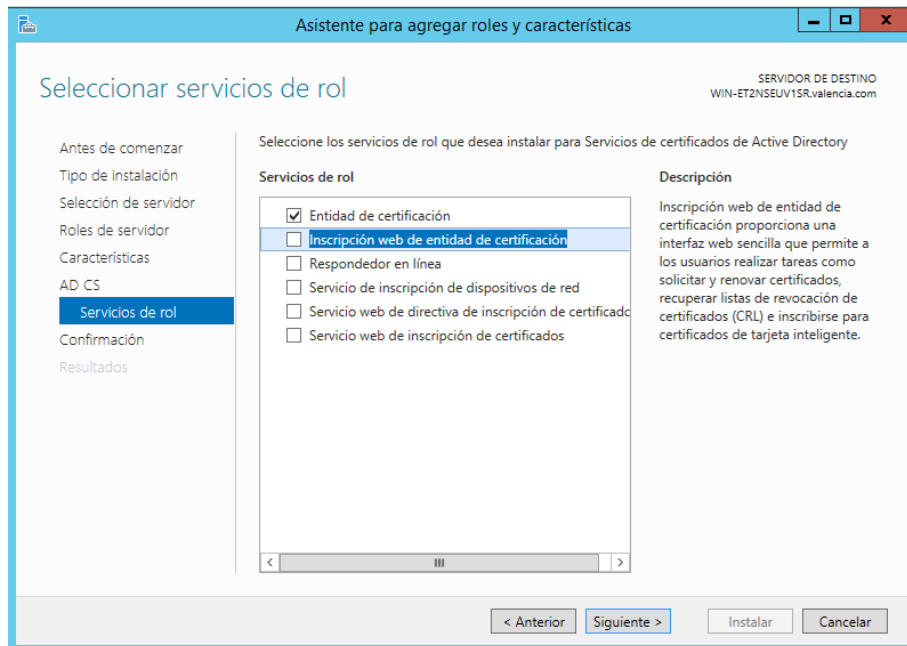 Asistente para agregar roles y características
Seleccionar servicios de rol
SERVIDOR DE DESTINO
WIN-ET2NSEUV1SR.valencia.com
Antes de comenzar
Tipo de instalación
Selección de servidor
Roles de servidor
Características
AD CS
Servicios de rol
Confirmación
Resultados
Seleccione los servicios de rol que desea instalar para Servicios de certificados de Active Directory
Servicios de rol
Entidad de certificación
Inscripción web de entidad de certificación
Respondedor en línea
Servicio de inscripción de dispositivos de red
Servicio web de directiva de inscripción de certificado
Servicio web de inscripción de certificados
Descripción
Inscripción web de entidad de
certificación proporciona una
interfaz web sencilla que permite a
los usuarios realizar tareas como
solicitar y renovar certificados,
recuperar listas de revocación de
certificados (CRL) e inscribirse para
certificados de tarjeta inteligente.
< Anterior
Siguiente >
Instalar
Cancelar